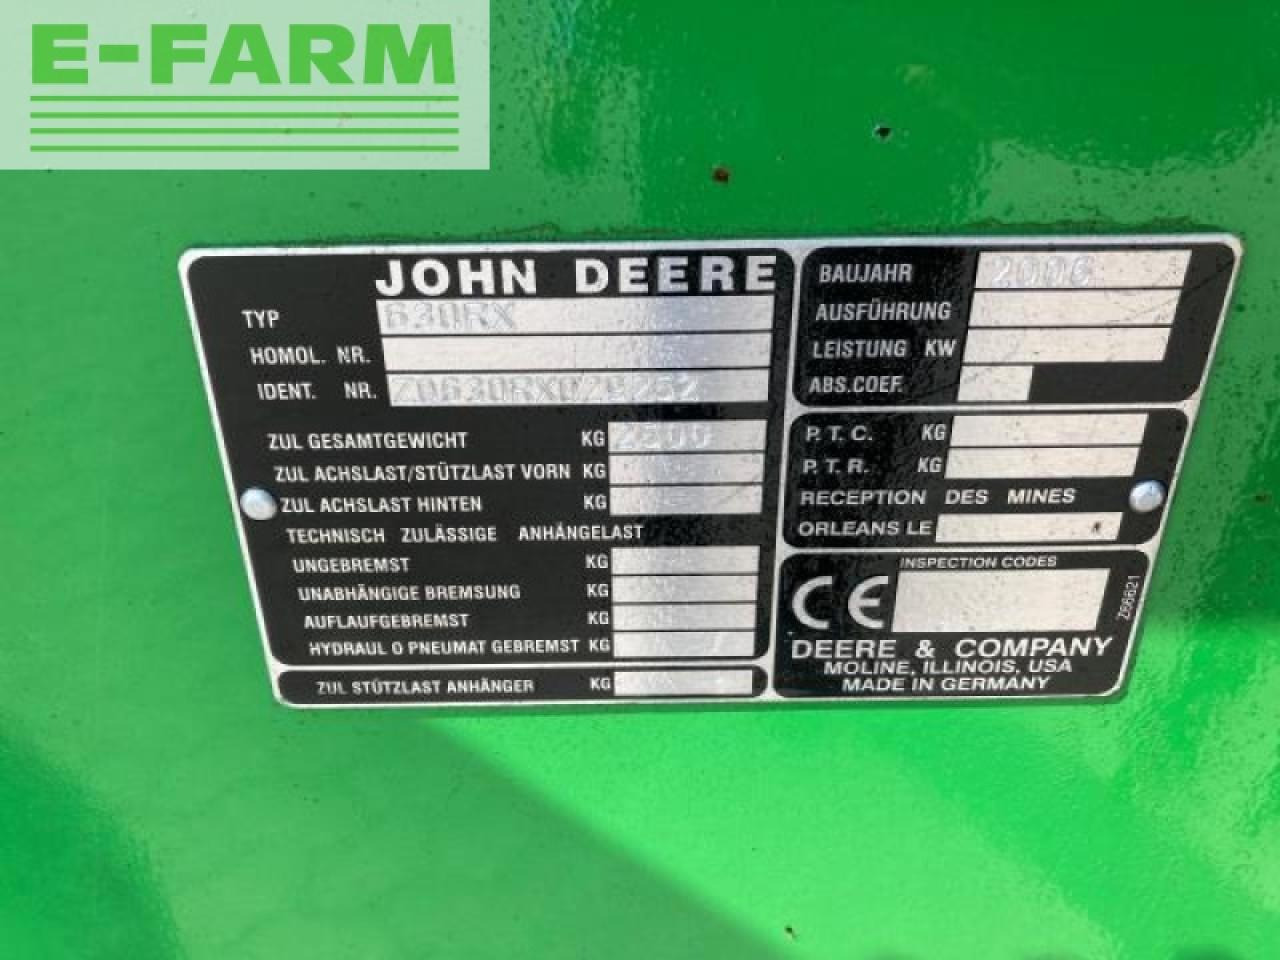 E-FARM
JOHN DEERE
TYP 630RX
HOMOL. NR.
IDENT. NR. Z0630RX029252
ZUL GESAMTGEWICHT KG 2500
ZUL ACHSLAST/STÜTZLAST VORN KG
ZUL ACHSLAST HINTEN KG
TECHNISCH ZULÄSSIGE ANHÄNGELAST
UNGEBREMST KG
UNABHÄNGIGE BREMSUNG KG
AUFLAUFGEBREMST KG
HYDRAUL O PNEUMAT GEBREMST KG
ZUL STÜTZLAST ANHÄNGER KG
BAUJAHR 2006
AUSFÜHRUNG
LEISTUNG KW
ABS.COEF.
P.T.C. KG
P.T.R. KG
RECEPTION DES MINES
ORLEANS LE
INSPECTION CODES
CE
Z66621
DEERE & COMPANY
MOLINE, ILLINOIS, USA
MADE IN GERMANY